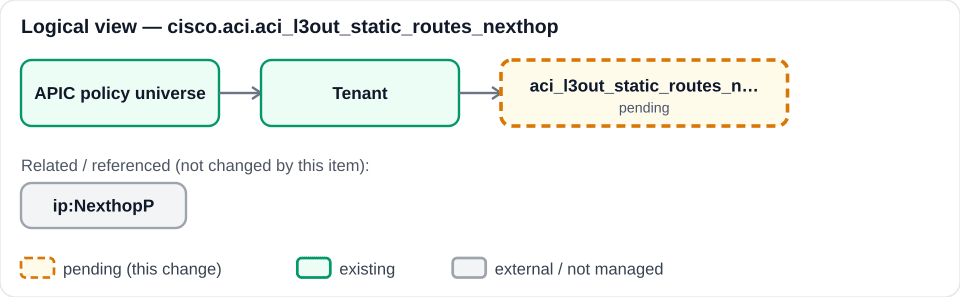 Logical view — cisco.aci.aci_l3out_static_routes_nexthop
APIC policy universe
Tenant
aci_l3out_static_routes_n...
pending
Related / referenced (not changed by this item):
ip:NexthopP
pending (this change)
existing
external / not managed